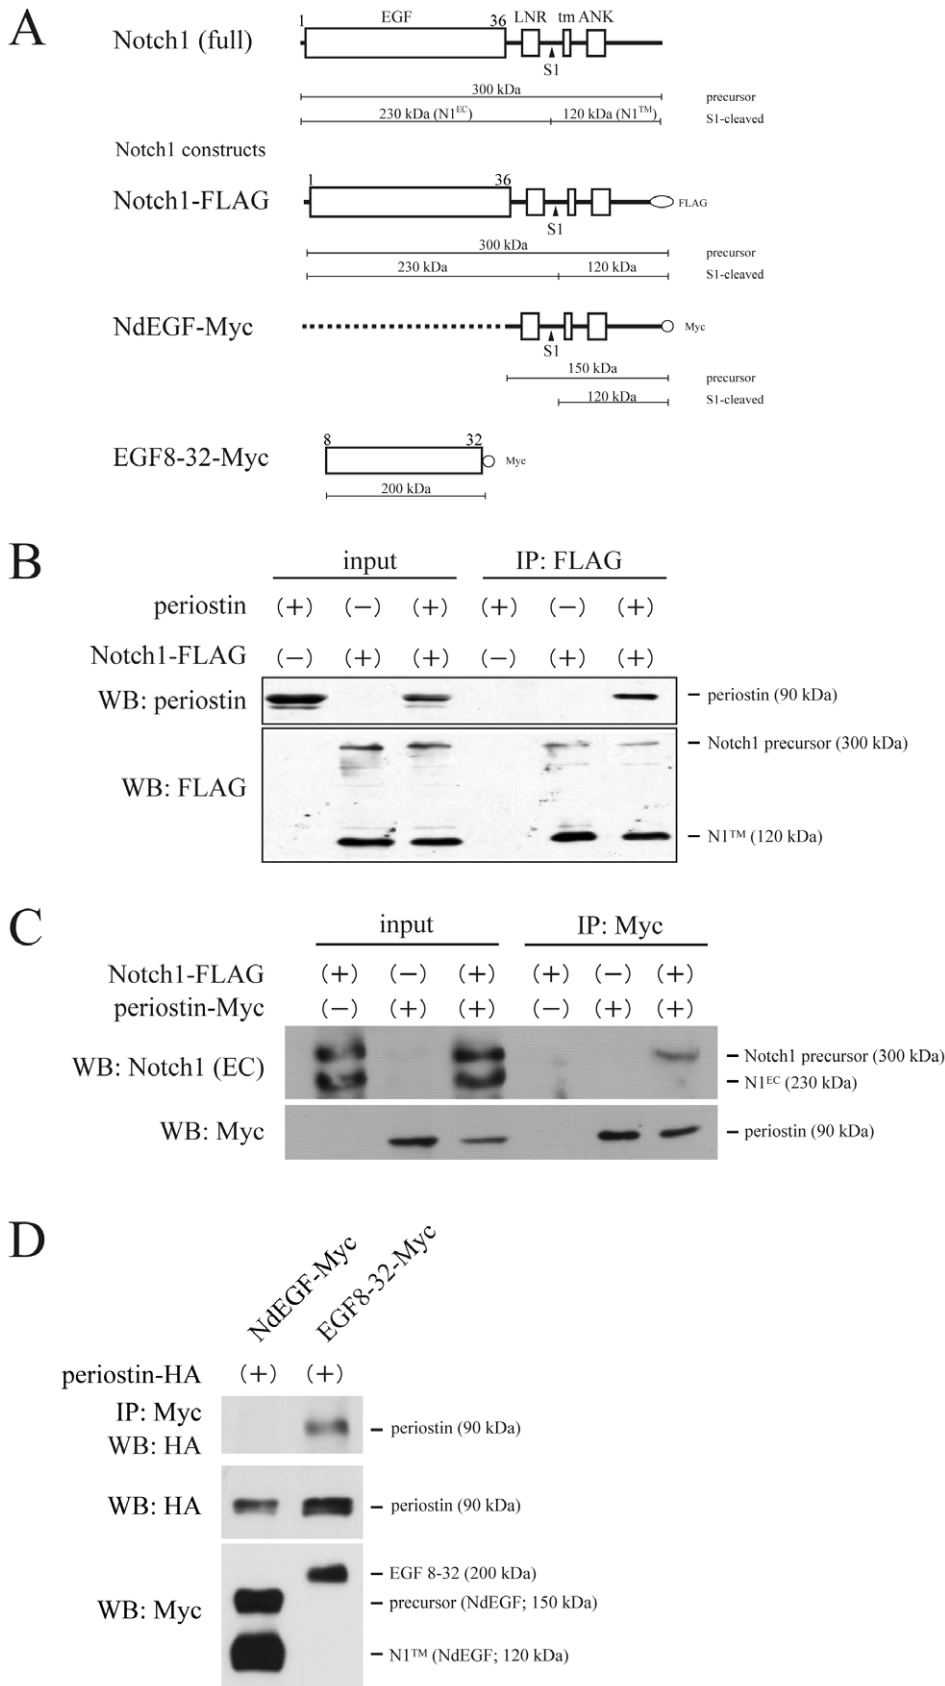 A
1 EGF 36 LNR tm ANK
Notch1 (full)
S1
300 kDa precursor
230 kDa (N1ᴱᶜ) 120 kDa (N1ᵀᴹ) S1-cleaved
Notch1 constructs
1 36
Notch1-FLAG FLAG
S1
300 kDa precursor
230 kDa 120 kDa S1-cleaved
NdEGF-Myc Myc
S1
150 kDa precursor
120 kDa S1-cleaved
8 32
EGF8-32-Myc Myc
200 kDa
B
input IP: FLAG
periostin (+) (−) (+) (+) (−) (+)
Notch1-FLAG (−) (+) (+) (−) (+) (+)
WB: periostin – periostin (90 kDa)
– Notch1 precursor (300 kDa)
WB: FLAG
– N1ᵀᴹ (120 kDa)
C
input IP: Myc
Notch1-FLAG (+) (−) (+) (+) (−) (+)
periostin-Myc (−) (+) (+) (−) (+) (+)
WB: Notch1 (EC) – Notch1 precursor (300 kDa)
– N1ᴱᶜ (230 kDa)
WB: Myc – periostin (90 kDa)
D
NdEGF-Myc EGF8-32-Myc
periostin-HA (+) (+)
IP: Myc
WB: HA – periostin (90 kDa)
WB: HA – periostin (90 kDa)
– EGF 8-32 (200 kDa)
WB: Myc – precursor (NdEGF; 150 kDa)
– N1ᵀᴹ (NdEGF; 120 kDa)